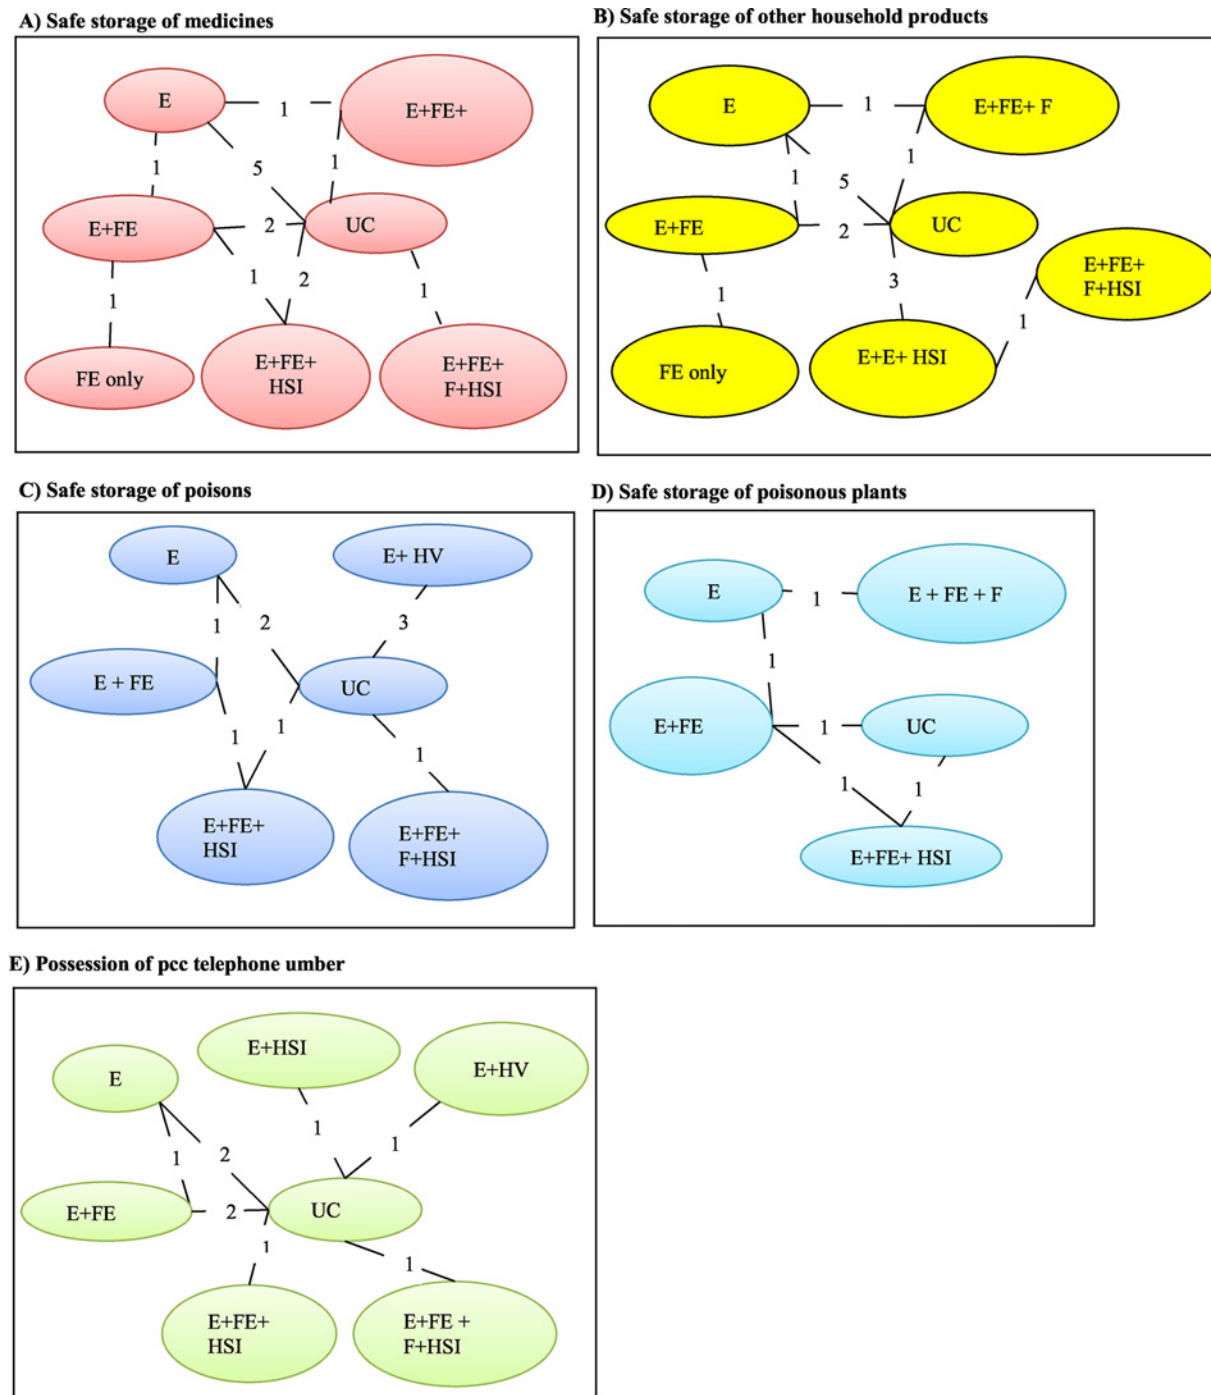 A) Safe storage of medicines
E
1
E+FE+
1
5
1
E+FE
2
UC
1
1
2
1
FE only
E+FE+
HSI
E+FE+
F+HSI
B) Safe storage of other household products
E
1
E+FE+ F
1
1
5
E+FE
2
UC
E+FE+
F+HSI
1
3
1
FE only
E+E+ HSI
C) Safe storage of poisons
E
E+ HV
1
2
3
E + FE
UC
1
1
1
E+FE+
HSI
E+FE+
F+HSI
D) Safe storage of poisonous plants
E
1
E + FE + F
1
E+FE
1
UC
1
1
E+FE+ HSI
E) Possession of pcc telephone umber
E
E+HSI
E+HV
1
1
1
2
E+FE
2
UC
1
1
E+FE+
HSI
E+FE +
F+HSI